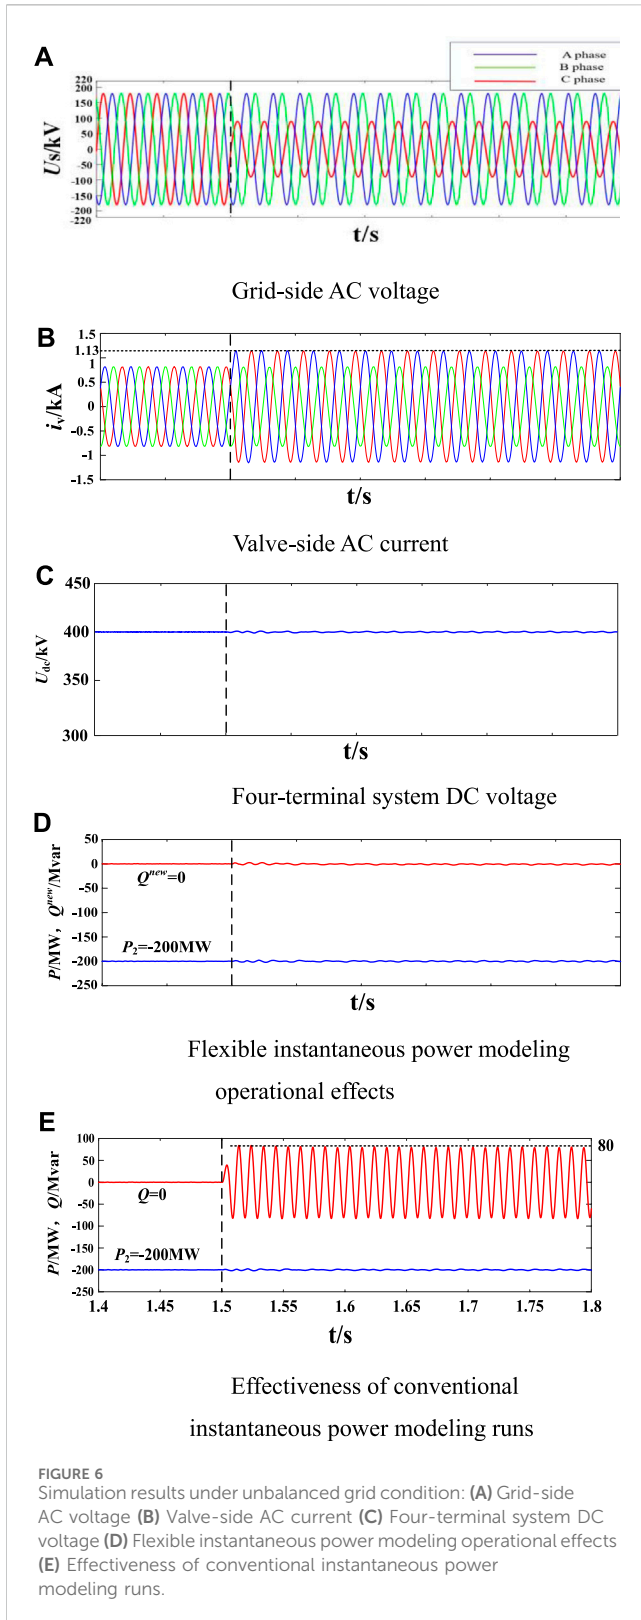 A
A phase
B phase
C phase
Us/kV
220
200
150
100
50
0
-50
-100
-150
-200
-220
t/s
Grid-side AC voltage
B
iv/kA
1.5
1.13
1
0.5
0
-0.5
-1
-1.5
t/s
Valve-side AC current
C
Udc/kV
450
400
350
300
t/s
Four-terminal system DC voltage
D
P/MW, Q^new/Mvar
50
0
-50
-100
-150
-200
-250
Q^new=0
P2=-200MW
t/s
Flexible instantaneous power modeling
operational effects
E
P/MW, Q/Mvar
100
50
0
-50
-100
-150
-200
-250
80
Q=0
P2=-200MW
1.4 1.45 1.5 1.55 1.6 1.65 1.7 1.75 1.8
t/s
Effectiveness of conventional
instantaneous power modeling runs
FIGURE 6
Simulation results under unbalanced grid condition: (A) Grid-side
AC voltage (B) Valve-side AC current (C) Four-terminal system DC
voltage (D) Flexible instantaneous power modeling operational effects
(E) Effectiveness of conventional instantaneous power
modeling runs.